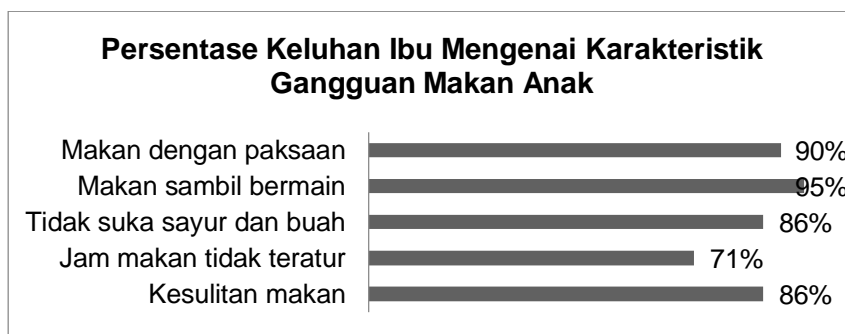 Persentase Keluhan Ibu Mengenai Karakteristik
Gangguan Makan Anak
Makan dengan paksaan 90%
Makan sambil bermain 95%
Tidak suka sayur dan buah 86%
Jam makan tidak teratur 71%
Kesulitan makan 86%